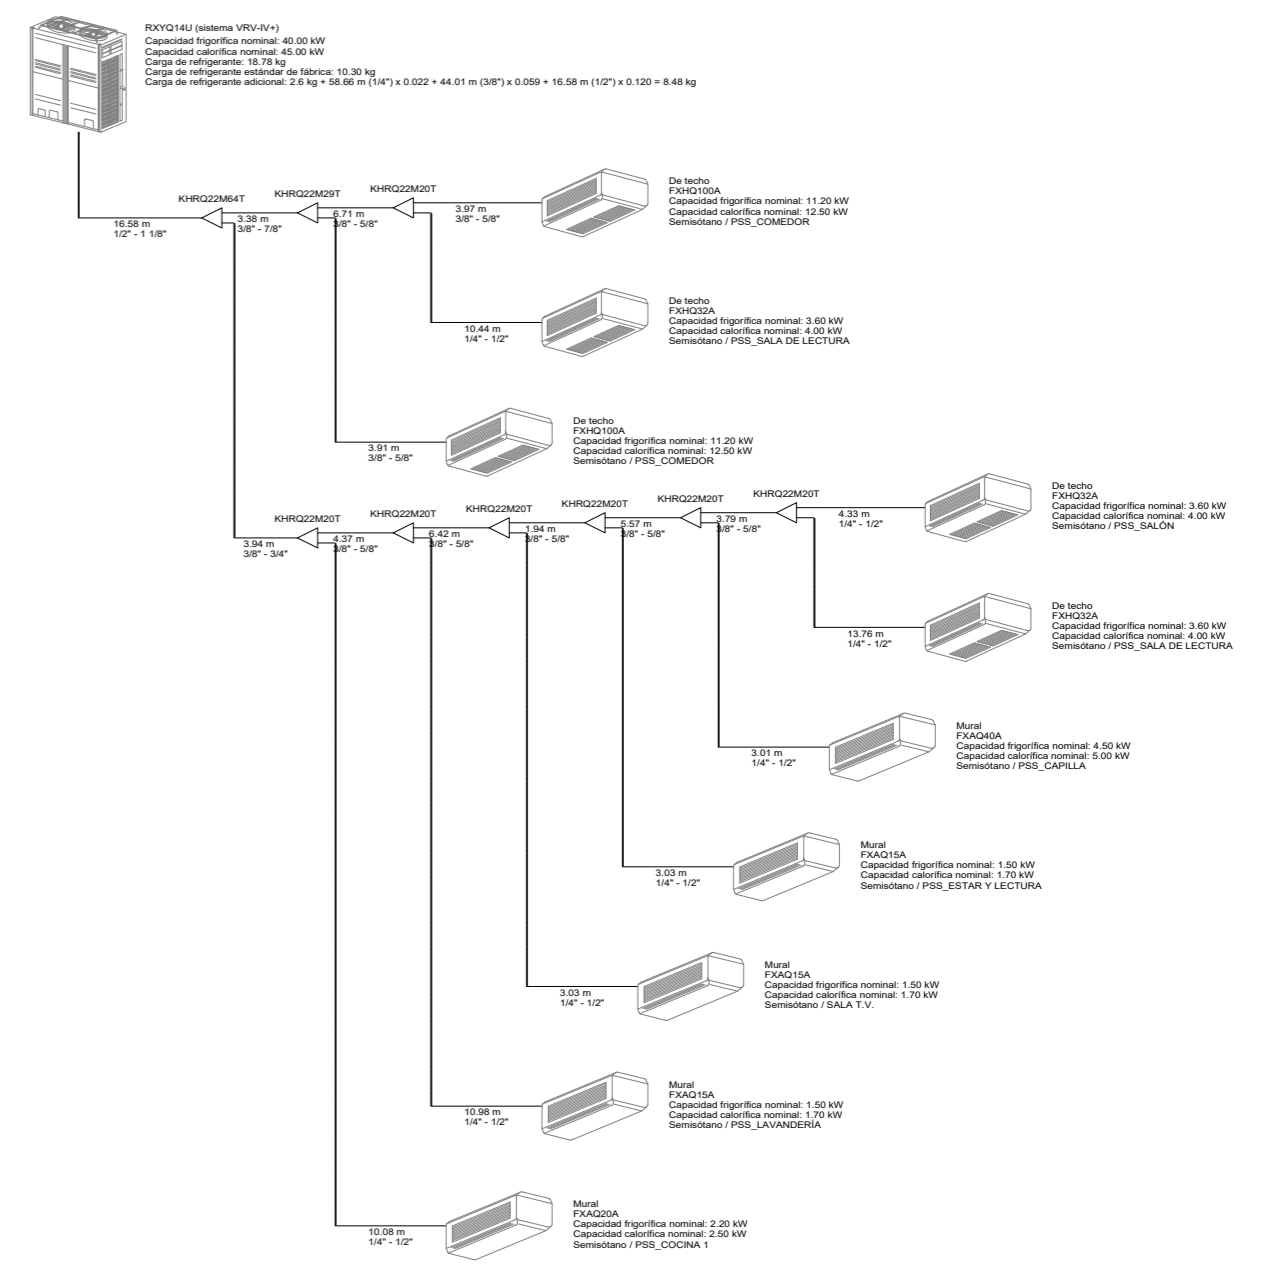 RXYQ14U (sistema VRV-IV+)
Capacidad frigorífica nominal: 40.00 kW
Capacidad calorífica nominal: 45.00 kW
Carga de refrigerante: 18.78 kg
Carga de refrigerante estándar de fábrica: 10.30 kg
Carga de refrigerante adicional: 2.6 kg + 58.66 m (1/4") x 0.022 + 44.01 m (3/8") x 0.059 + 16.58 m (1/2") x 0.120 = 8.48 kg
16.58 m
1/2" - 1 1/8"
KHRQ22M64T
3.38 m
3/8" - 7/8"
KHRQ22M29T
6.71 m
3/8" - 5/8"
KHRQ22M20T
3.97 m
3/8" - 5/8"
De techo
FXHQ100A
Capacidad frigorífica nominal: 11.20 kW
Capacidad calorífica nominal: 12.50 kW
Semisótano / PSS_COMEDOR
10.44 m
1/4" - 1/2"
De techo
FXHQ32A
Capacidad frigorífica nominal: 3.60 kW
Capacidad calorífica nominal: 4.00 kW
Semisótano / PSS_SALA DE LECTURA
3.91 m
3/8" - 5/8"
De techo
FXHQ100A
Capacidad frigorífica nominal: 11.20 kW
Capacidad calorífica nominal: 12.50 kW
Semisótano / PSS_COMEDOR
3.94 m
3/8" - 3/4"
KHRQ22M20T
4.37 m
3/8" - 5/8"
KHRQ22M20T
6.42 m
3/8" - 5/8"
KHRQ22M20T
1.94 m
3/8" - 5/8"
KHRQ22M20T
5.57 m
3/8" - 5/8"
KHRQ22M20T
3.79 m
3/8" - 5/8"
KHRQ22M20T
4.33 m
1/4" - 1/2"
De techo
FXHQ32A
Capacidad frigorífica nominal: 3.60 kW
Capacidad calorífica nominal: 4.00 kW
Semisótano / PSS_SALÓN
13.76 m
1/4" - 1/2"
De techo
FXHQ32A
Capacidad frigorífica nominal: 3.60 kW
Capacidad calorífica nominal: 4.00 kW
Semisótano / PSS_SALA DE LECTURA
3.01 m
1/4" - 1/2"
Mural
FXAQ40A
Capacidad frigorífica nominal: 4.50 kW
Capacidad calorífica nominal: 5.00 kW
Semisótano / PSS_CAPILLA
3.03 m
1/4" - 1/2"
Mural
FXAQ15A
Capacidad frigorífica nominal: 1.50 kW
Capacidad calorífica nominal: 1.70 kW
Semisótano / PSS_ESTAR Y LECTURA
3.03 m
1/4" - 1/2"
Mural
FXAQ15A
Capacidad frigorífica nominal: 1.50 kW
Capacidad calorífica nominal: 1.70 kW
Semisótano / SALA T.V.
10.98 m
1/4" - 1/2"
Mural
FXAQ15A
Capacidad frigorífica nominal: 1.50 kW
Capacidad calorífica nominal: 1.70 kW
Semisótano / PSS_LAVANDERÍA
10.08 m
1/4" - 1/2"
Mural
FXAQ20A
Capacidad frigorífica nominal: 2.20 kW
Capacidad calorífica nominal: 2.50 kW
Semisótano / PSS_COCINA 1